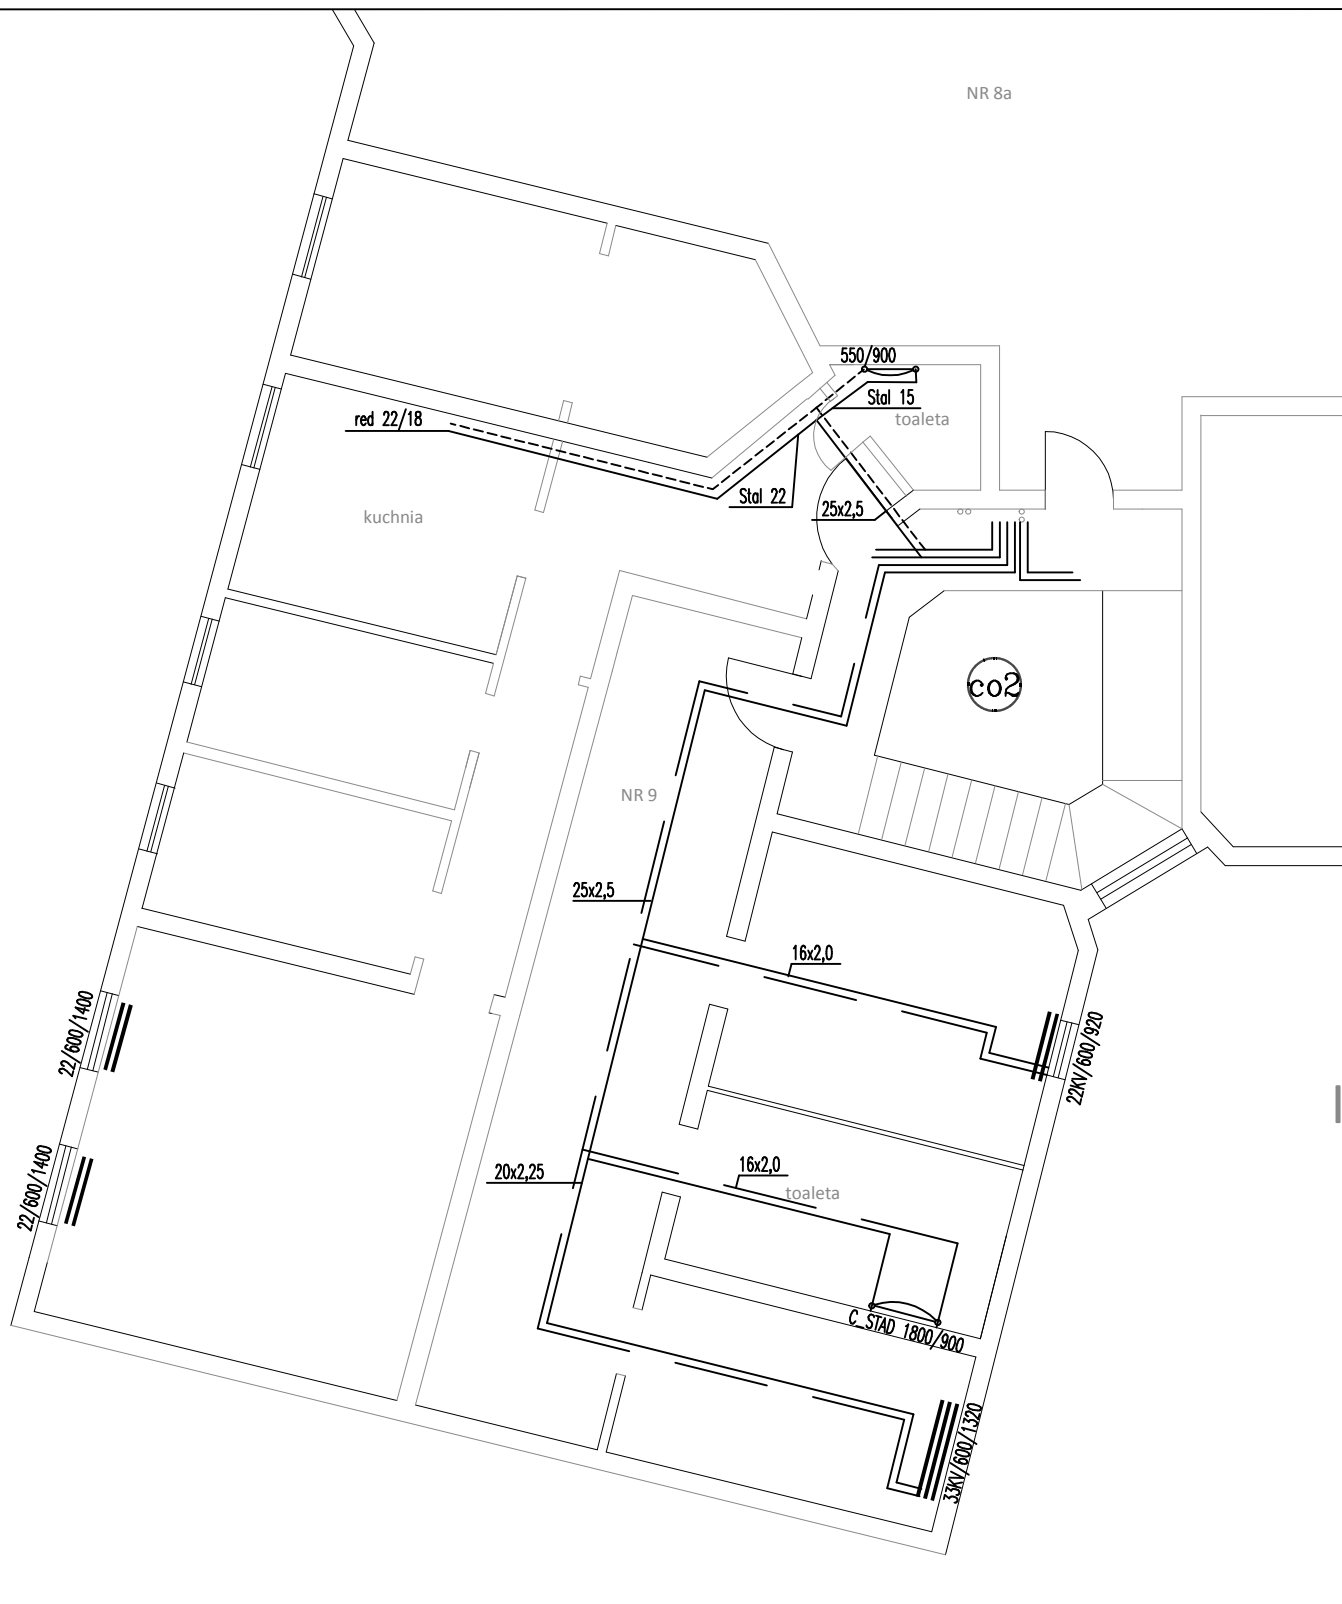 NR 8a
550/900
Stal 15
toaleta
red 22/18
Stal 22
25x2,5
kuchnia
co2
NR 9
25x2,5
16x2,0
22/600/1400
22KV/600/920
22/600/1400
20x2,25
16x2,0
toaleta
C_STAD 1800/900
33KV/600/1320